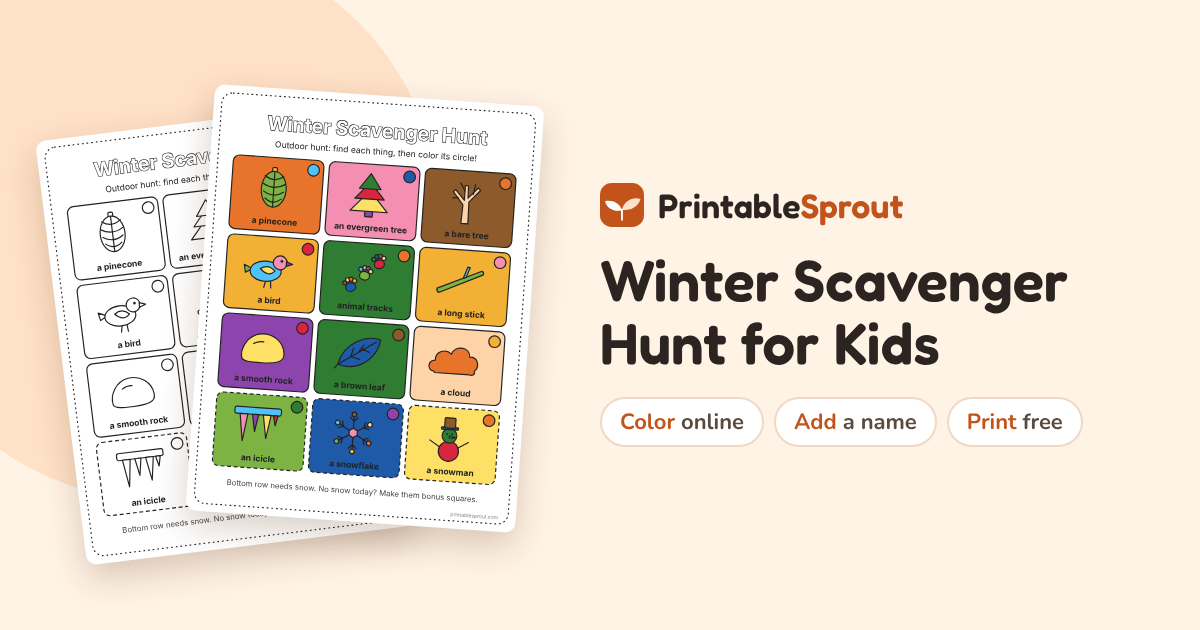 Winter Scav
Outdoor hunt: find each th
a pinecone
an eve
a bird
a smooth rock
an icicle
Bottom row needs snow. No snow today
Winter Scavenger Hunt
Outdoor hunt: find each thing, then color its circle!
a pinecone
an evergreen tree
a bare tree
a bird
animal tracks
a long stick
a smooth rock
a brown leaf
a cloud
an icicle
a snowflake
a snowman
Bottom row needs snow. No snow today? Make them bonus squares.
printablesprout.com
PrintableSprout
Winter Scavenger
Hunt for Kids
Color online
Add a name
Print free